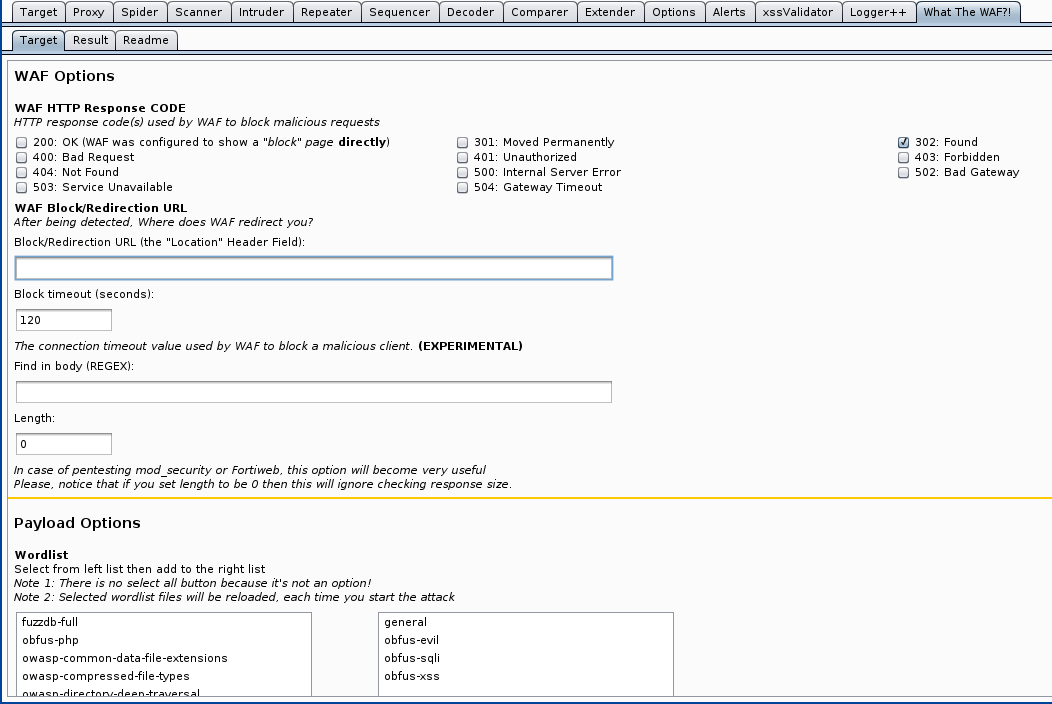 Target Proxy Spider Scanner Intruder Repeater Sequencer Decoder Comparer Extender Options Alerts xssValidator Logger++ What The WAF?!
Target Result Readme
WAF Options
WAF HTTP Response CODE
HTTP response code(s) used by WAF to block malicious requests
200: OK (WAF was configured to show a "block" page directly) 301: Moved Permanently 302: Found
400: Bad Request 401: Unauthorized 403: Forbidden
404: Not Found 500: Internal Server Error 502: Bad Gateway
503: Service Unavailable 504: Gateway Timeout
WAF Block/Redirection URL
After being detected, Where does WAF redirect you?
Block/Redirection URL (the "Location" Header Field):
Block timeout (seconds):
120
The connection timeout value used by WAF to block a malicious client. (EXPERIMENTAL)
Find in body (REGEX):
Length:
0
In case of pentesting mod_security or Fortiweb, this option will become very useful
Please, notice that if you set length to be 0 then this will ignore checking response size.
Payload Options
Wordlist
Select from left list then add to the right list
Note 1: There is no select all button because it's not an option!
Note 2: Selected wordlist files will be reloaded, each time you start the attack
fuzzdb-full general
obfus-php obfus-evil
owasp-common-data-file-extensions obfus-sqli
owasp-compressed-file-types obfus-xss
owasp-directory-deep-traversal